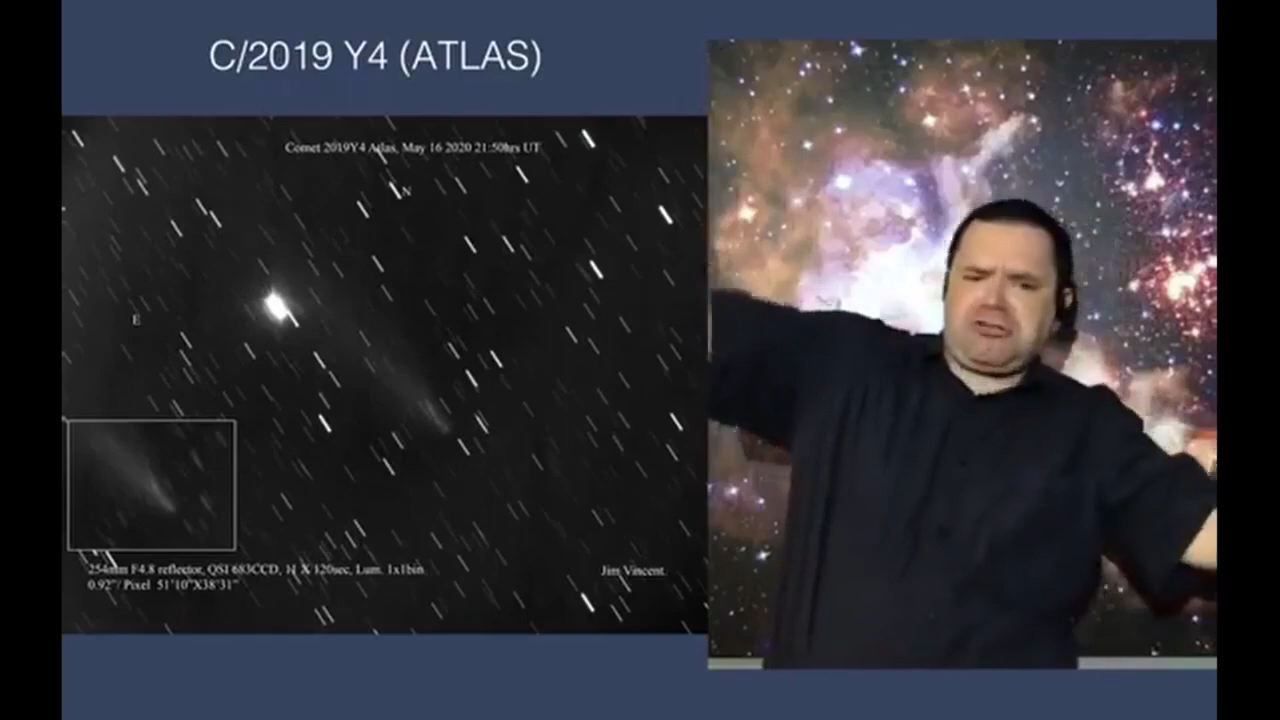 C/2019 Y4 (ATLAS)
Comet 2019Y4 Atlas, May 16 2020 21:50hrs UT
N
E
254mm F4.8 reflector, QSI 683CCD, 11 X 120sec, Lum. 1x1bin
0.92"/ Pixel 51'10"X38'31"
Jim Vincent.